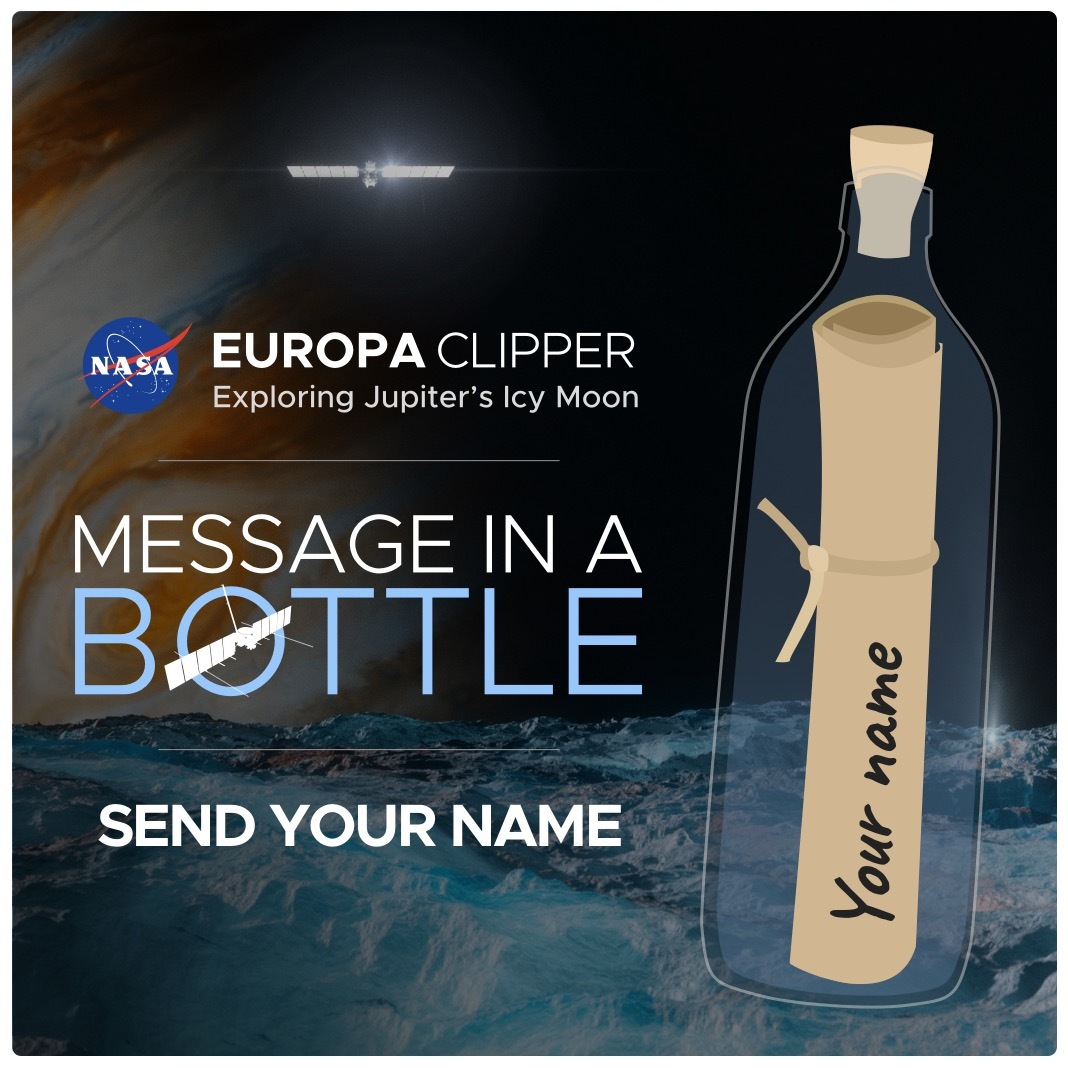 NASA
EUROPA CLIPPER
Exploring Jupiter's Icy Moon
MESSAGE IN A
BOTTLE
SEND YOUR NAME
Your name